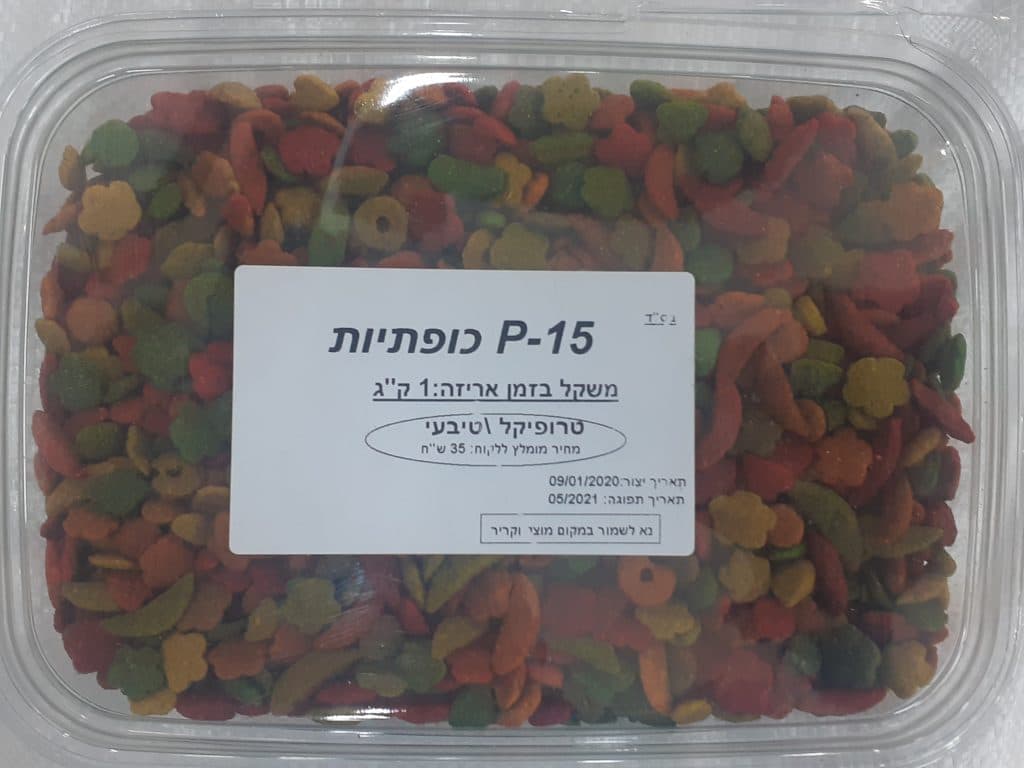 בס"ד
כופתיות P-15
משקל בזמן אריזה:1 ק"ג
טרופיקל \טיבעי
מחיר מומלץ ללקוח: 35 ש"ח
תאריך יצור:09/01/2020
תאריך תפוגה: 05/2021
נא לשמור במקום מוצל וקריר